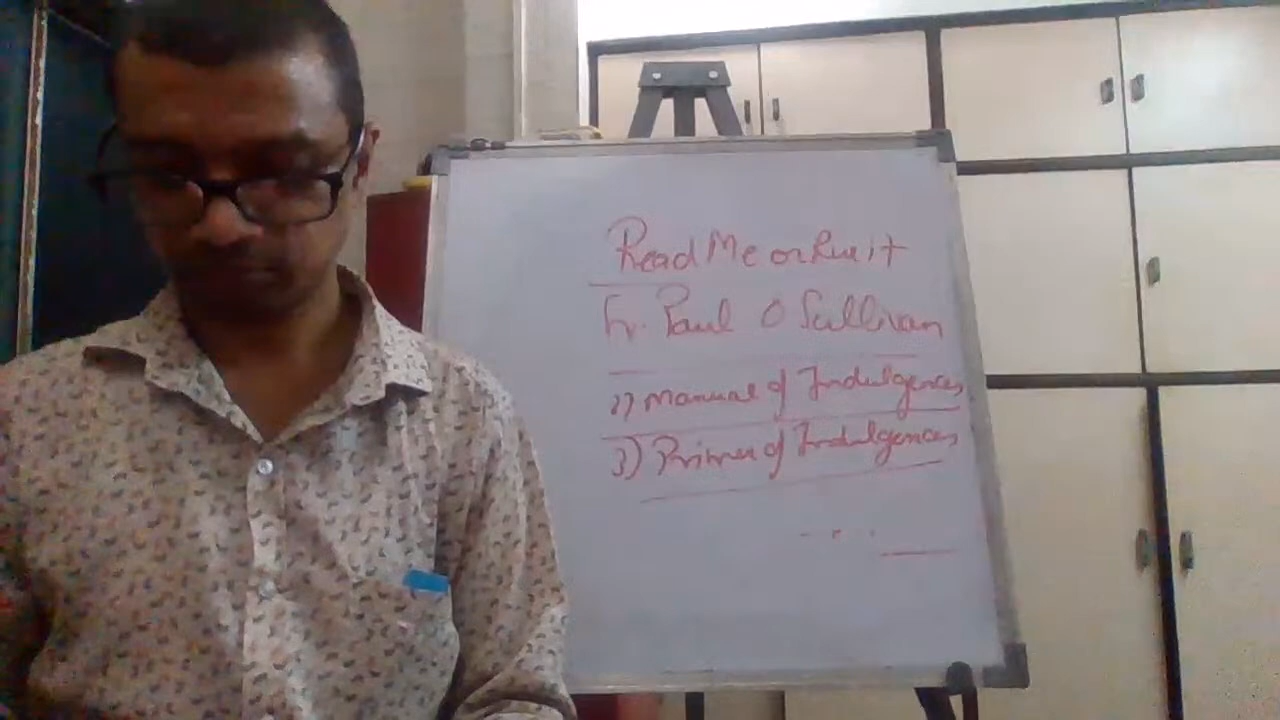 Read Me or Rue it
Fr. Paul O Sullivan
2) Manual of Indulgences
3) Primer of Indulgences